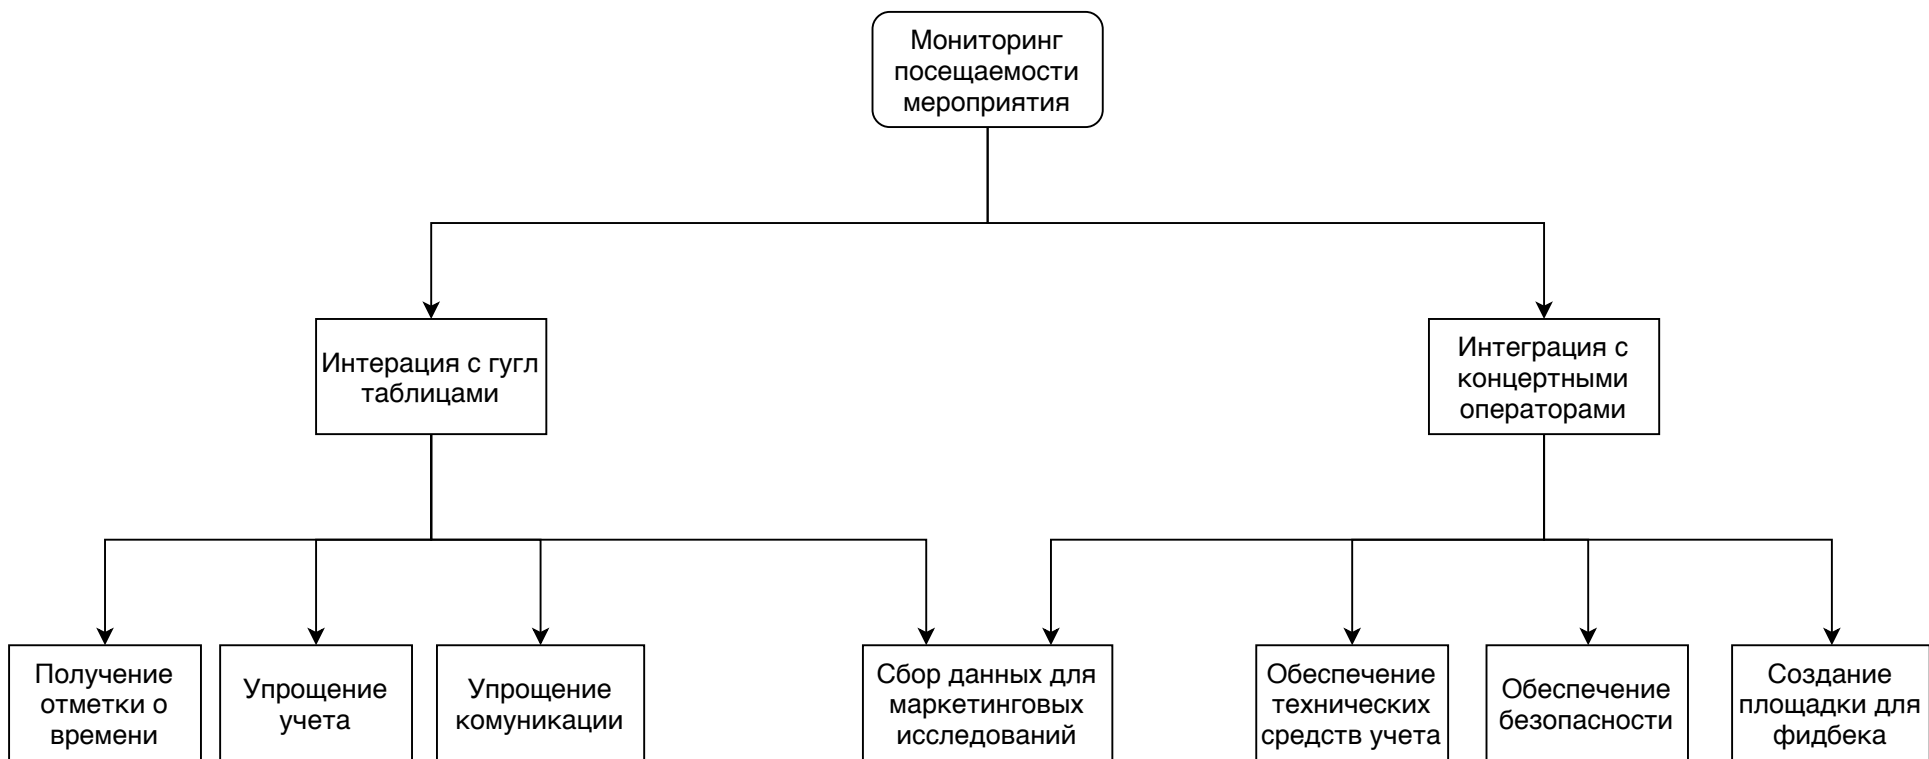 Мониторинг
посещаемости
мероприятия
Интерация с гугл
таблицами
Интеграция с
концертными
операторами
Получение
отметки о
времени
Упрощение
учета
Упрощение
комуникации
Сбор данных для
маркетинговых
исследований
Обеспечение
технических
средств учета
Обеспечение
безопасности
Создание
площадки для
фидбека